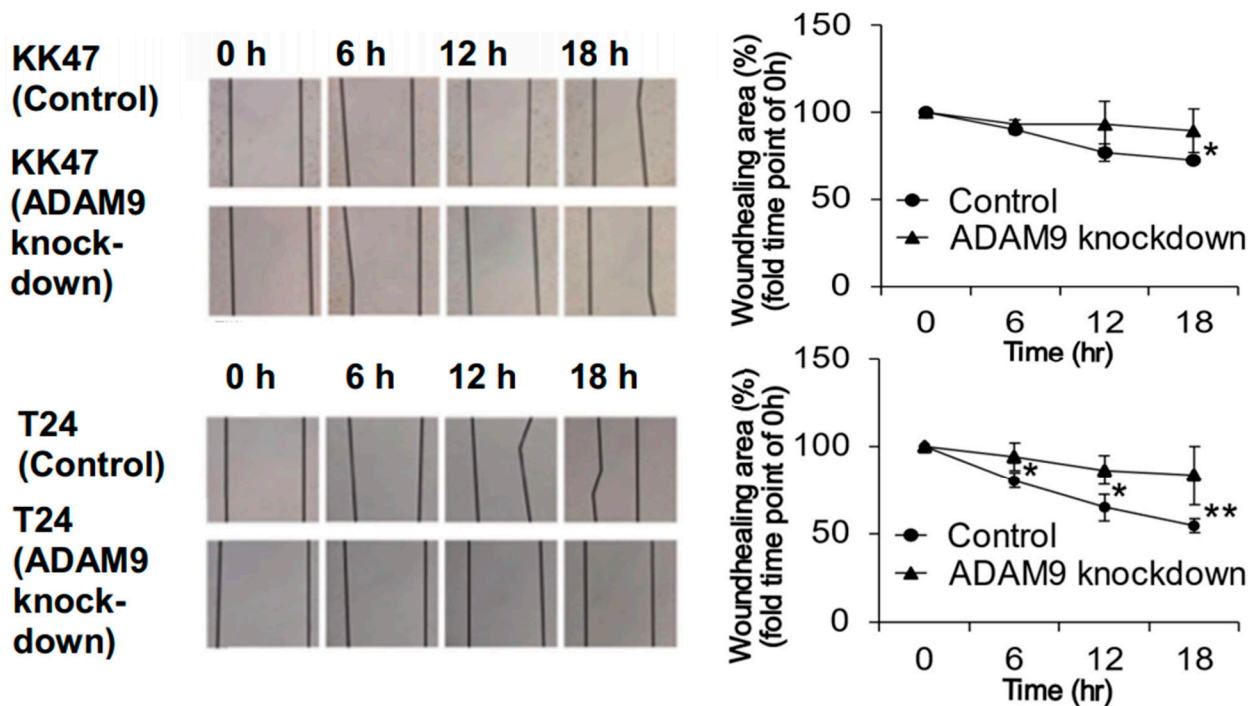 KK47
(Control)
0 h 6 h 12 h 18 h
KK47
(ADAM9
knock-
down)
T24
(Control)
0 h 6 h 12 h 18 h
T24
(ADAM9
knock-
down)
Woundhealing area (%)
(fold time point of 0h)
150
100
50
0
*
Control
ADAM9 knockdown
0 6 12 18
Time (hr)
Woundhealing area (%)
(fold time point of 0h)
150
100
50
0
*
*
**
Control
ADAM9 knockdown
0 6 12 18
Time (hr)